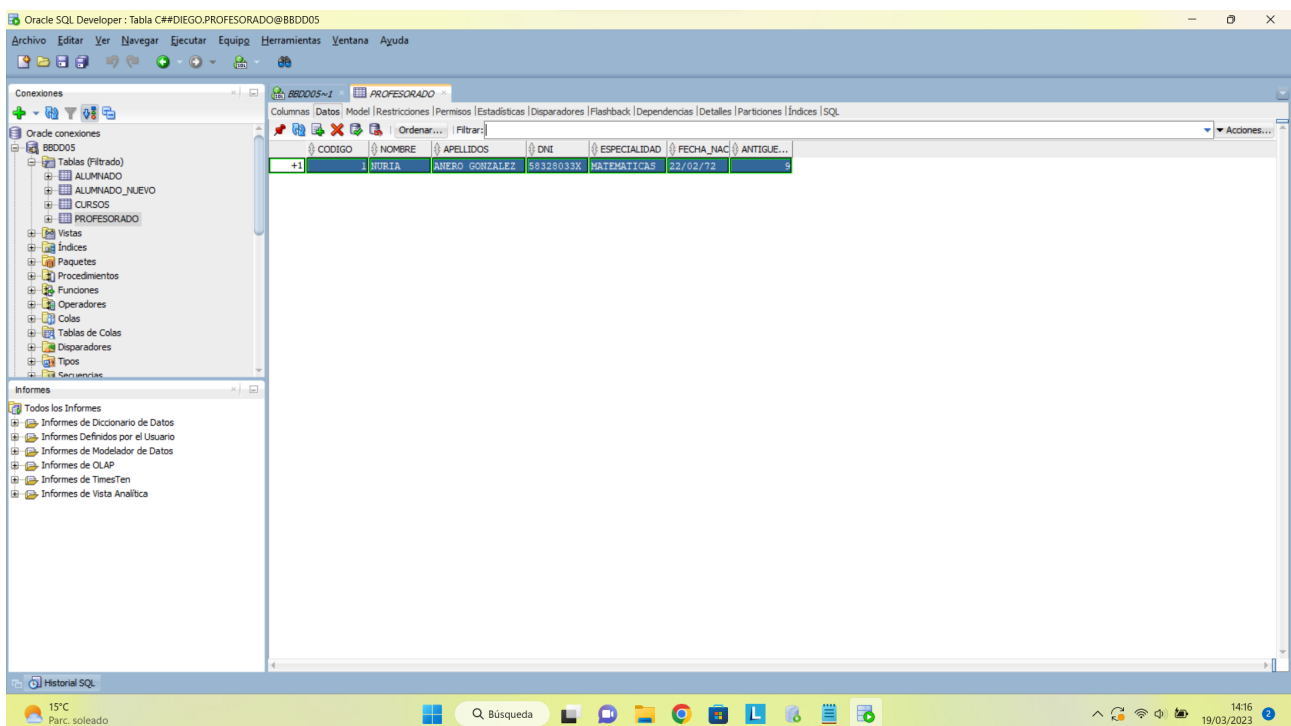 Oracle SQL Developer : Tabla C##DIEGO.PROFESORADO@BBDD05
Archivo Editar Ver Navegar Ejecutar Equipo Herramientas Ventana Ayuda
Conexiones
Oracle conexiones
BBDD05
Tablas (Filtrado)
ALUMNADO
ALUMNADO_NUEVO
CURSOS
PROFESORADO
Vistas
Índices
Paquetes
Procedimientos
Funciones
Operadores
Colas
Tablas de Colas
Disparadores
Tipos
Secuencias
Informes
Todos los Informes
Informes de Diccionario de Datos
Informes Definidos por el Usuario
Informes de Modelador de Datos
Informes de OLAP
Informes de TimesTen
Informes de Vista Analítica
BBDD05~1 PROFESORADO
Columnas Datos Model Restricciones Permisos Estadísticas Disparadores Flashback Dependencias Detalles Particiones Índices SQL
Ordenar... Filtrar: Acciones...
CODIGO NOMBRE APELLIDOS DNI ESPECIALIDAD FECHA_NAC ANTIGUE...
+1 1 NURIA ANERO GONZALEZ 58328033X MATEMATICAS 22/02/72 9
Historial SQL
15°C
Parc. soleado
Búsqueda
14:16
19/03/2023
2